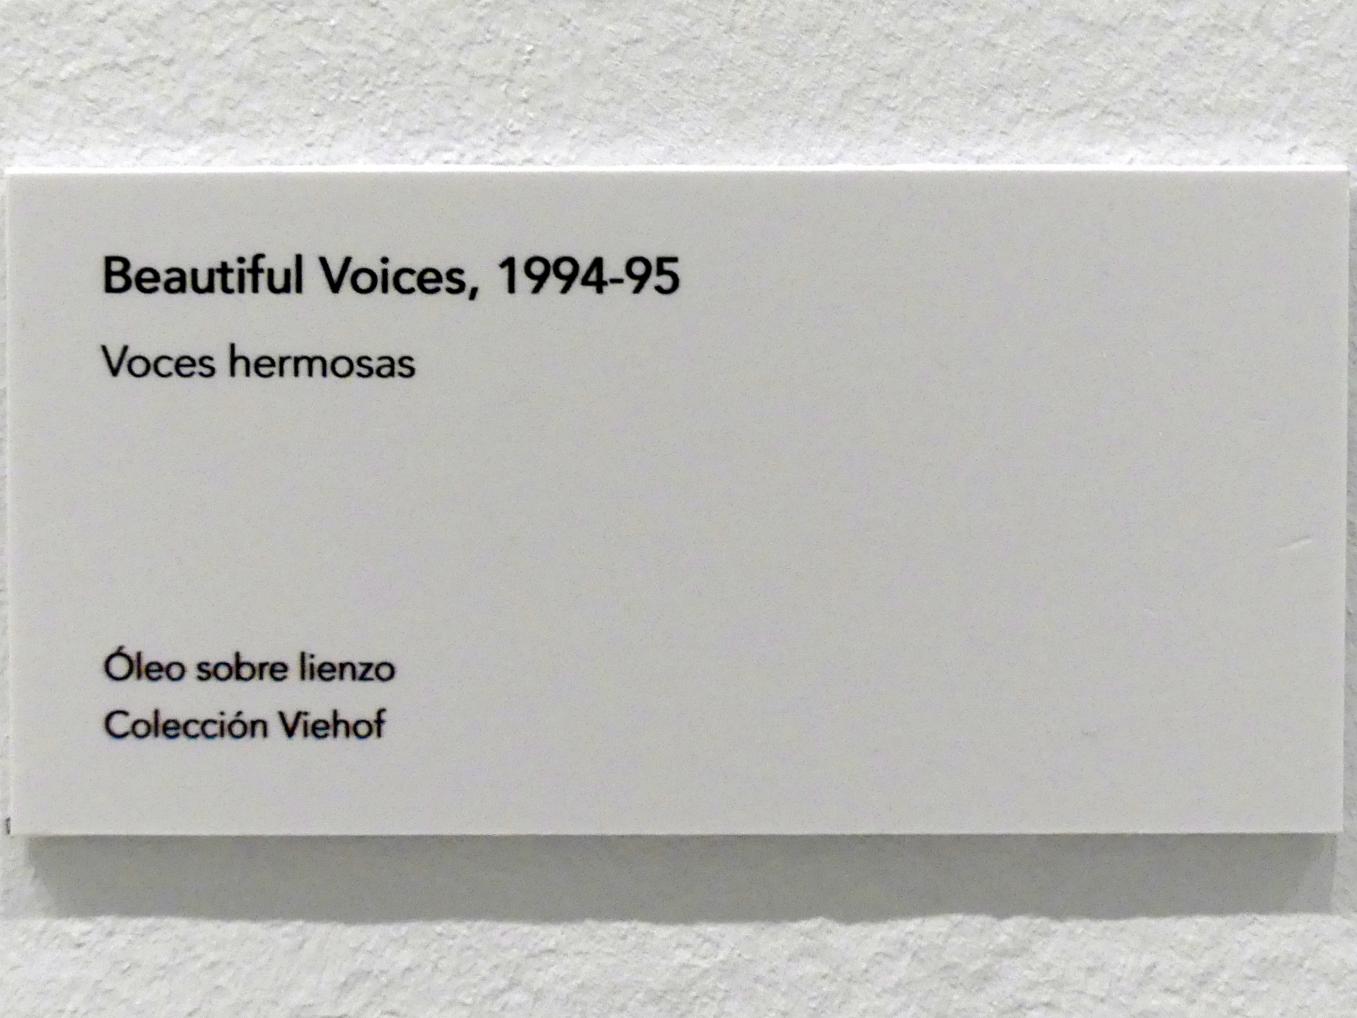 Beautiful Voices, 1994-95
Voces hermosas
Óleo sobre lienzo
Colección Viehof